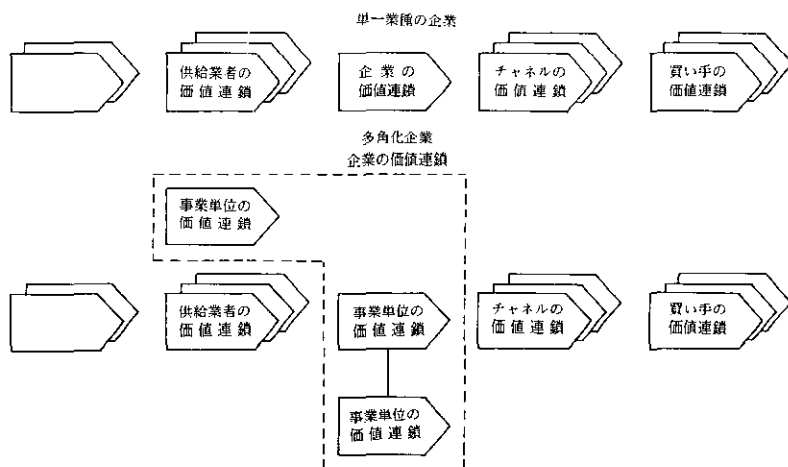 単一業種の企業
供給業者の
価値連鎖
企業の
価値連鎖
チャネルの
価値連鎖
買い手の
価値連鎖
多角化企業
企業の価値連鎖
事業単位の
価値連鎖
供給業者の
価値連鎖
事業単位の
価値連鎖
チャネルの
価値連鎖
買い手の
価値連鎖
事業単位の
価値連鎖